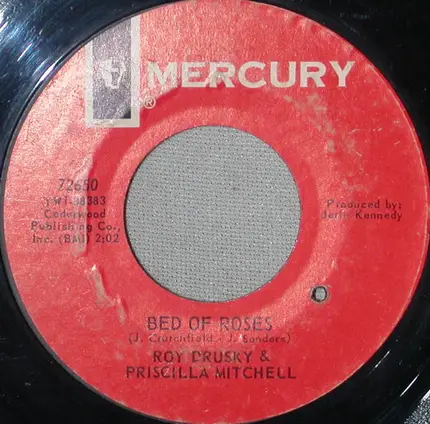 MERCURY
®
72650
YW1-38383
Cedarwood
Publishing Co.,
Inc. (BMI) 2:02
Produced by:
Jerry Kennedy
BED OF ROSES
(J. Crutchfield - J. Sanders)
ROY DRUSKY &
PRISCILLA MITCHELL